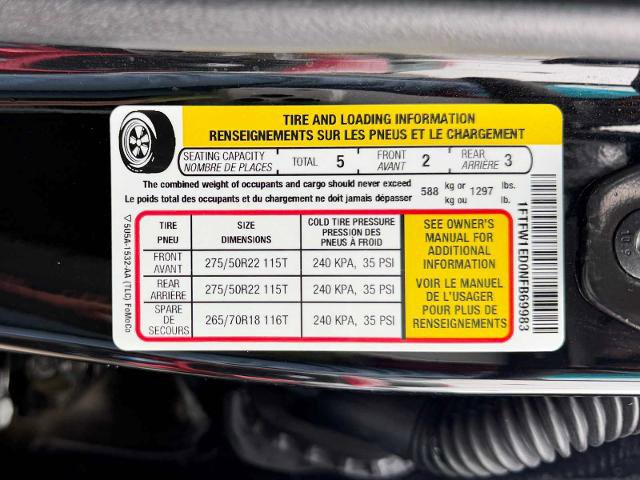 TIRE AND LOADING INFORMATION
RENSEIGNEMENTS SUR LES PNEUS ET LE CHARGEMENT
SEATING CAPACITY
NOMBRE DE PLACES
TOTAL 5
FRONT
AVANT 2
REAR
ARRIÈRE 3
The combined weight of occupants and cargo should never exceed
Le poids total des occupants et du chargement ne doit jamais dépasser
588 kg or 1297 lbs.
kg ou lb.
TIRE
PNEU
SIZE
DIMENSIONS
COLD TIRE PRESSURE
PRESSION DES
PNEUS À FROID
FRONT
AVANT
275/50R22 115T
240 KPA, 35 PSI
REAR
ARRIÈRE
275/50R22 115T
240 KPA, 35 PSI
SPARE
DE
SECOURS
265/70R18 116T
240 KPA, 35 PSI
SEE OWNER'S
MANUAL FOR
ADDITIONAL
INFORMATION
VOIR LE MANUEL
DE L'USAGER
POUR PLUS DE
RENSEIGNEMENTS
5U5A-1532-AA (TLC) FoMoCo
1FTFW1ED0NFB69983